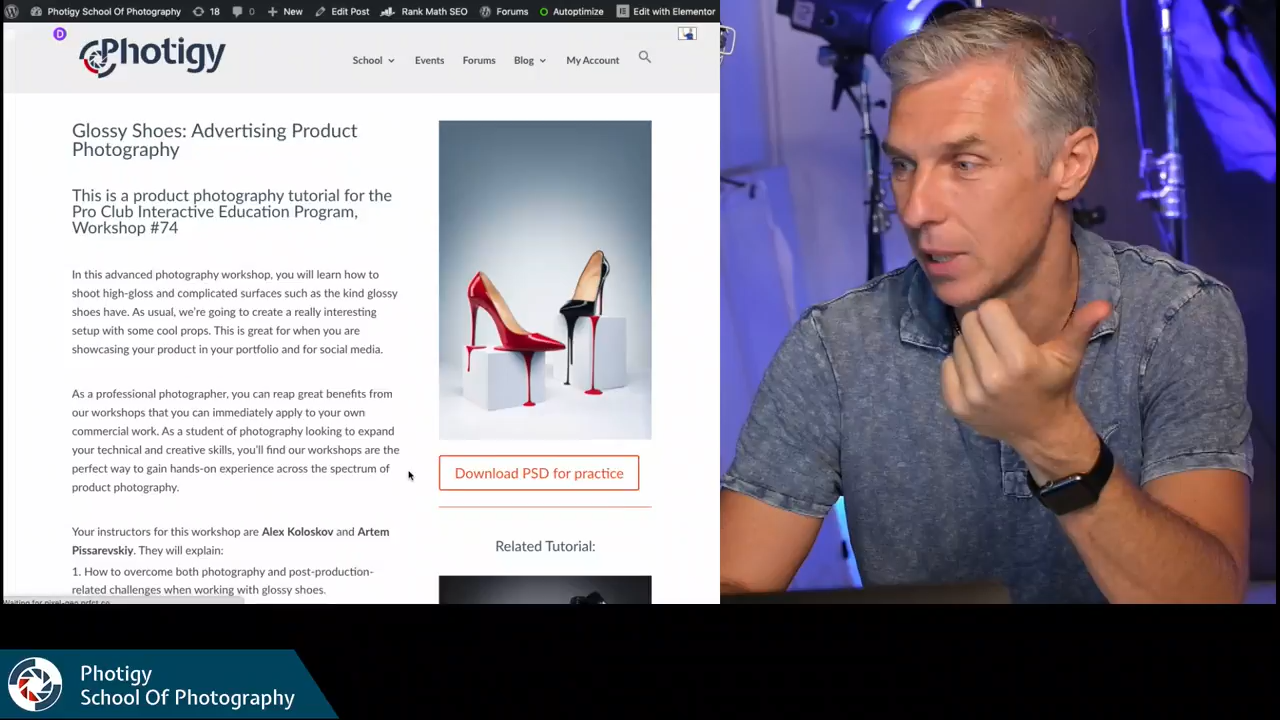 Photigy School Of Photography 18 0 New Edit Post Rank Math SEO Forums Autoptimize Edit with Elementor
D
Photigy
School Events Forums Blog My Account
Glossy Shoes: Advertising Product
Photography
This is a product photography tutorial for the
Pro Club Interactive Education Program,
Workshop #74
In this advanced photography workshop, you will learn how to
shoot high-gloss and complicated surfaces such as the kind glossy
shoes have. As usual, we're going to create a really interesting
setup with some cool props. This is great for when you are
showcasing your product in your portfolio and for social media.
As a professional photographer, you can reap great benefits from
our workshops that you can immediately apply to your own
commercial work. As a student of photography looking to expand
your technical and creative skills, you'll find our workshops are the
perfect way to gain hands-on experience across the spectrum of
product photography.
Your instructors for this workshop are Alex Koloskov and Artem
Pissarevskiy. They will explain:
1. How to overcome both photography and post-production-
related challenges when working with glossy shoes.
Download PSD for practice
Related Tutorial:
Photigy
School Of Photography